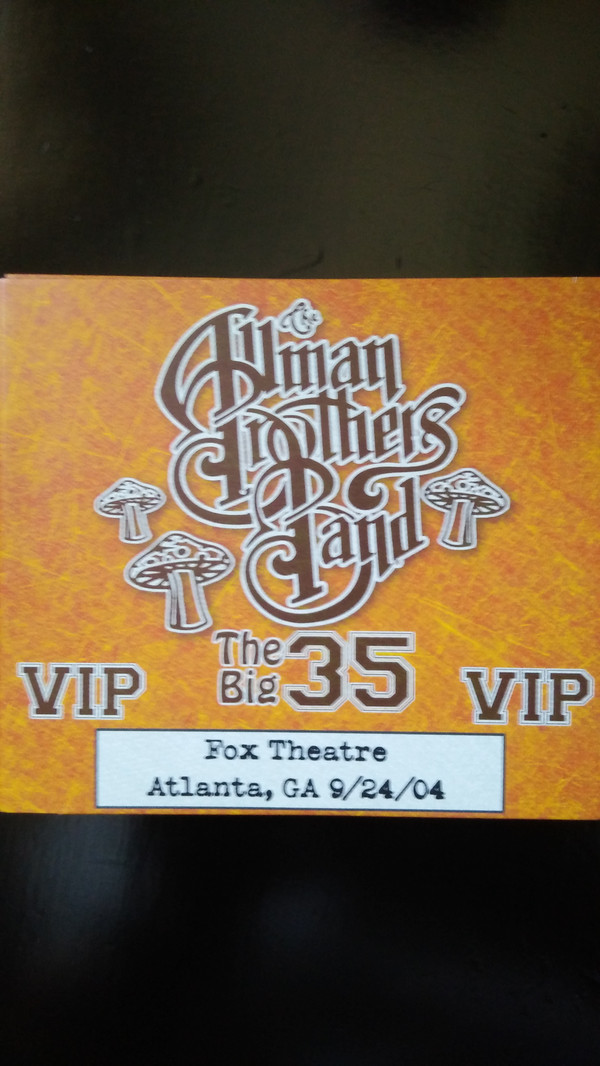 the
Allman
Brothers
Band
The Big 35
VIP
VIP
Fox Theatre
Atlanta, GA 9/24/04